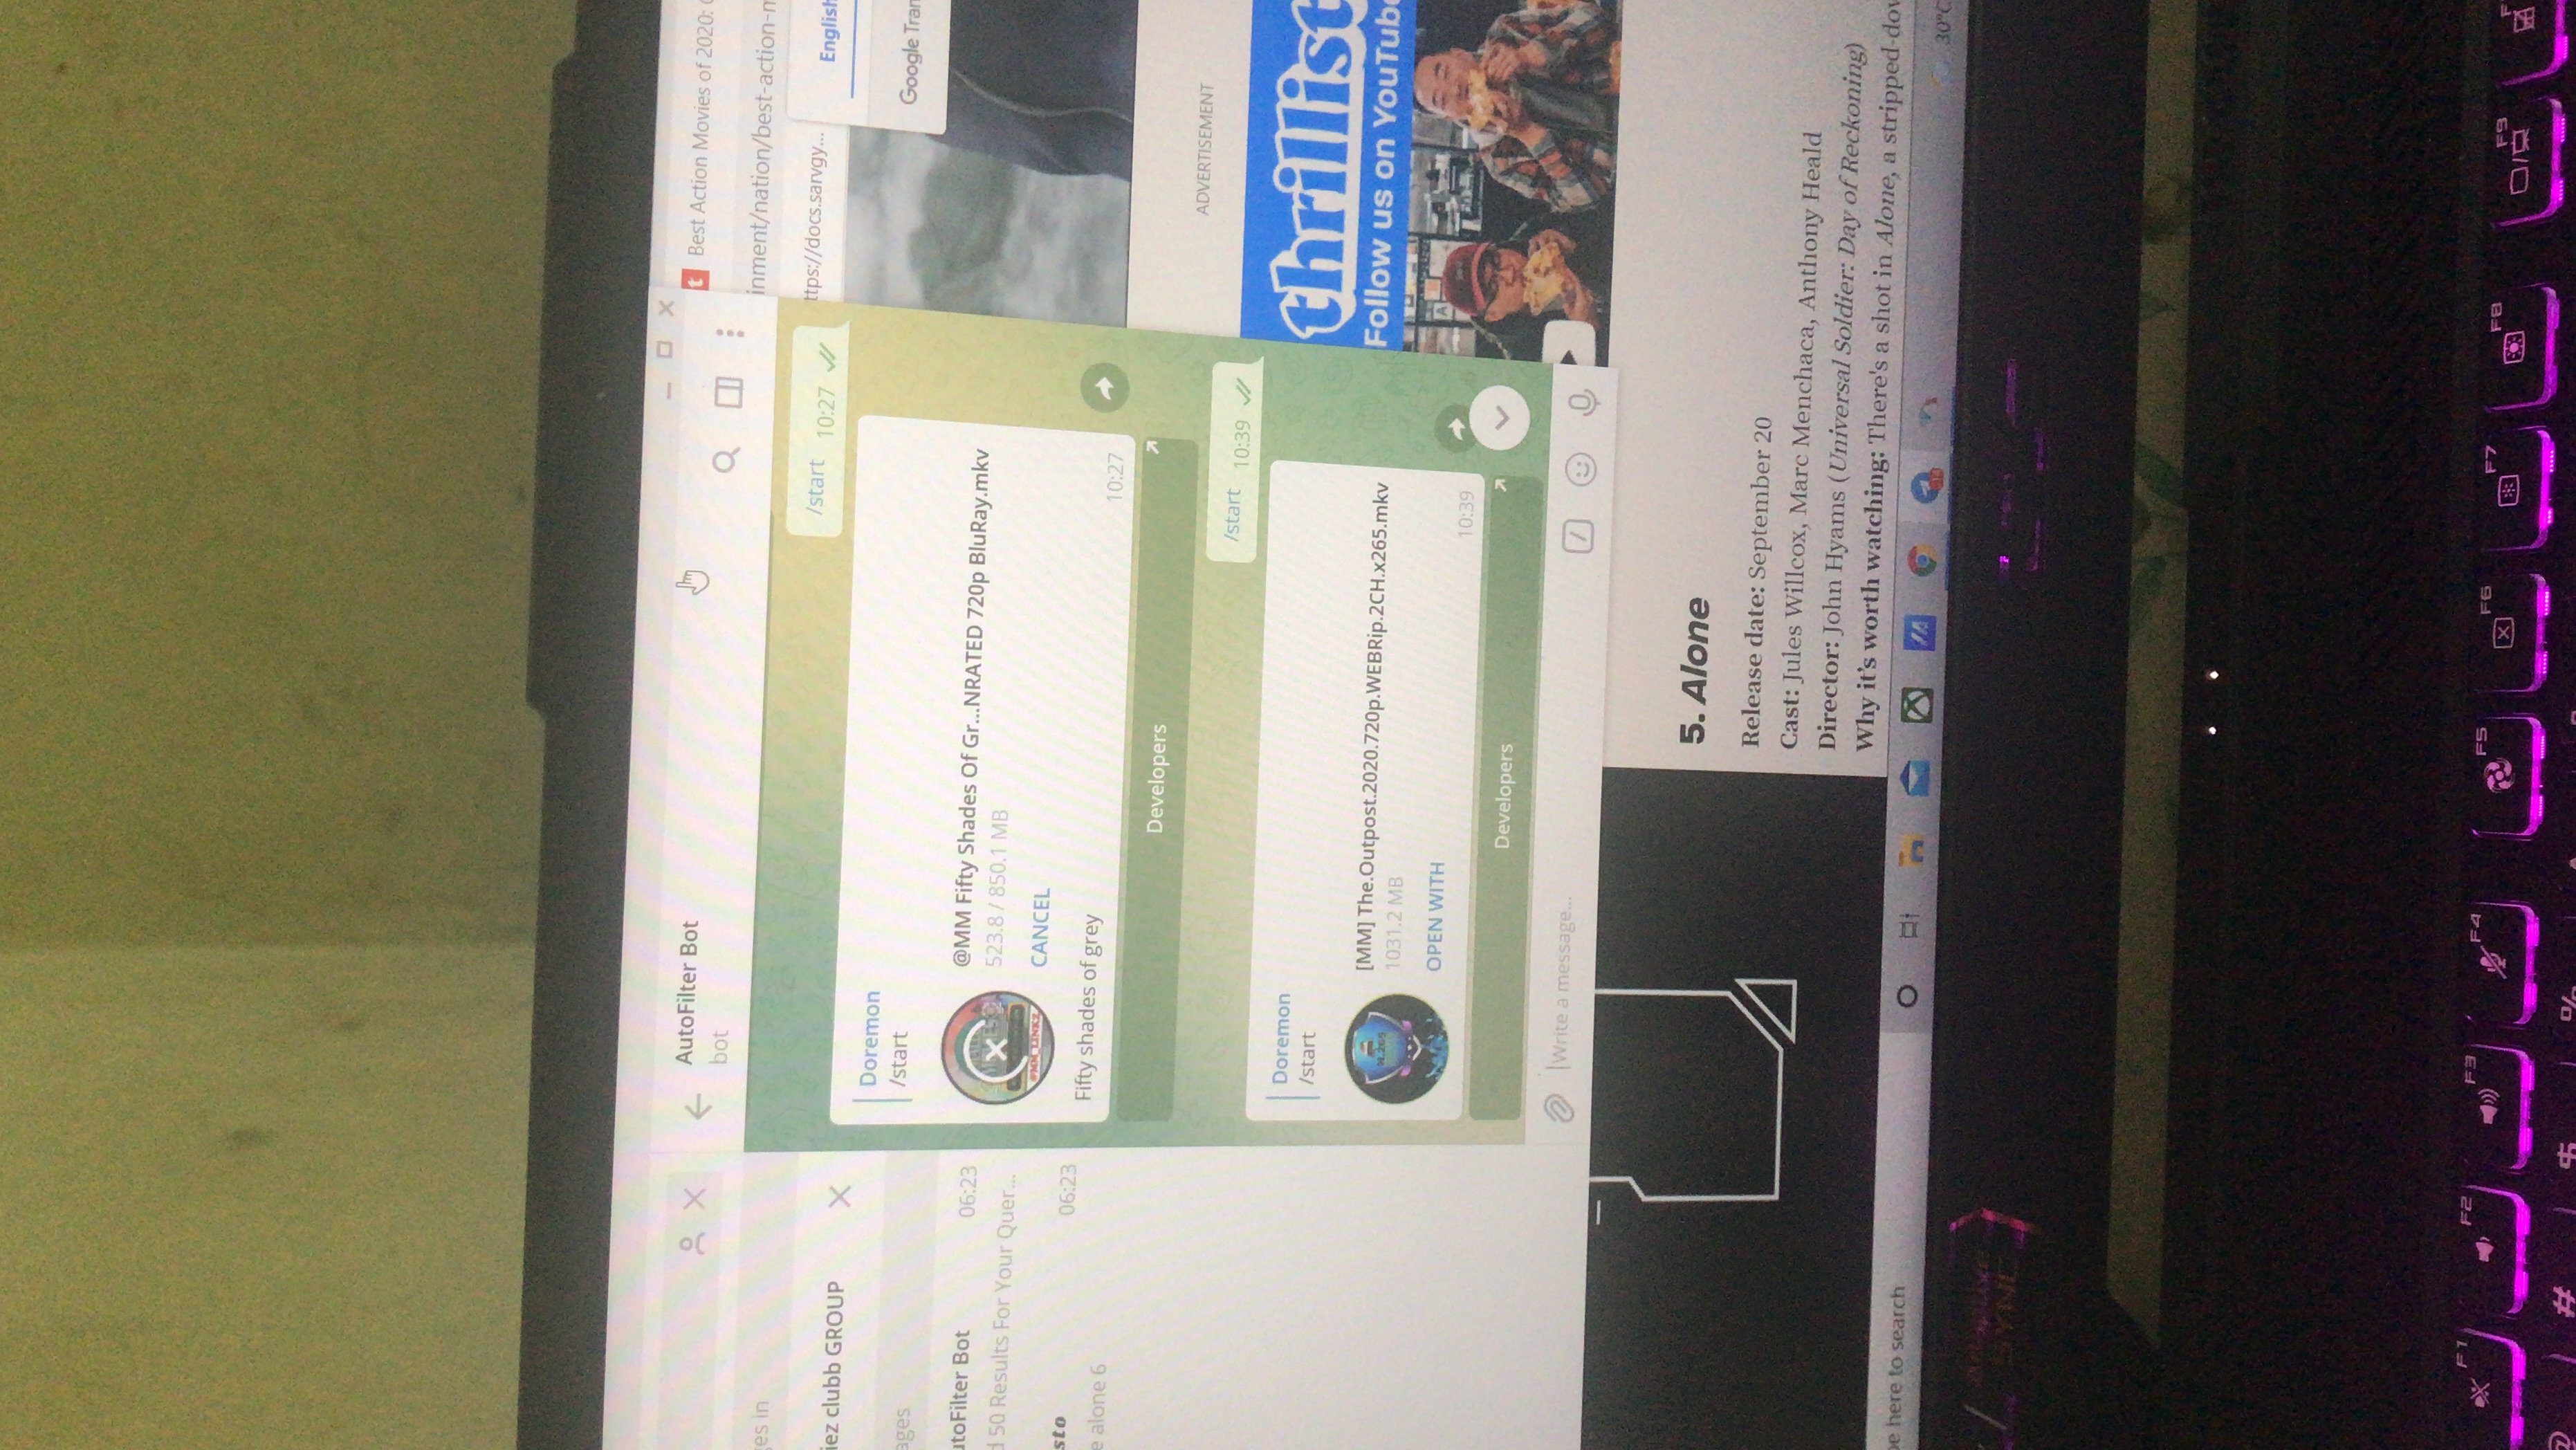 AutoFilter Bot
bot
Best Action Movies of 2020:
inment/nation/best-action-m
ttps://docs.sarvgy...
English
Google Tran
es in
iez clubb GROUP
ages
utoFilter Bot
06:23
d 50 Results For Your Quer...
sto
06:23
e alone 6
/start 10:27
Doremon
/start
@MM Fifty Shades Of Gr...NRATED 720p BluRay.mkv
523.8 / 850.1 MB
CANCEL
Fifty shades of grey
10:27
Developers
/start 10:39
Doremon
/start
H.265
[MM] The.Outpost.2020.720p.WEBRip.2CH.x265.mkv
1031.2 MB
OPEN WITH
10:39
Developers
Write a message...
ADVERTISEMENT
thrillist
Follow us on YouTube
5. Alone
Release date: September 20
Cast: Jules Willcox, Marc Menchaca, Anthony Heald
Director: John Hyams (Universal Soldier: Day of Reckoning)
Why it's worth watching: There's a shot in Alone, a stripped-dow
pe here to search
30°C
Adaptive
SYNC
F1
F2
F3
F4
F5
F6
F7
F8
F9
@
#
$
%